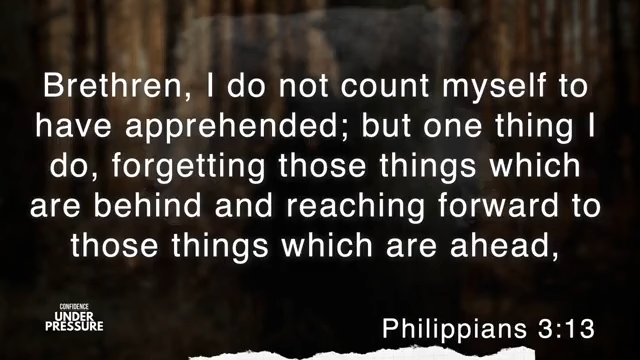 Brethren, I do not count myself to
have apprehended; but one thing I
do, forgetting those things which
are behind and reaching forward to
those things which are ahead,
CONFIDENCE
UNDER
PRESSURE
Philippians 3:13